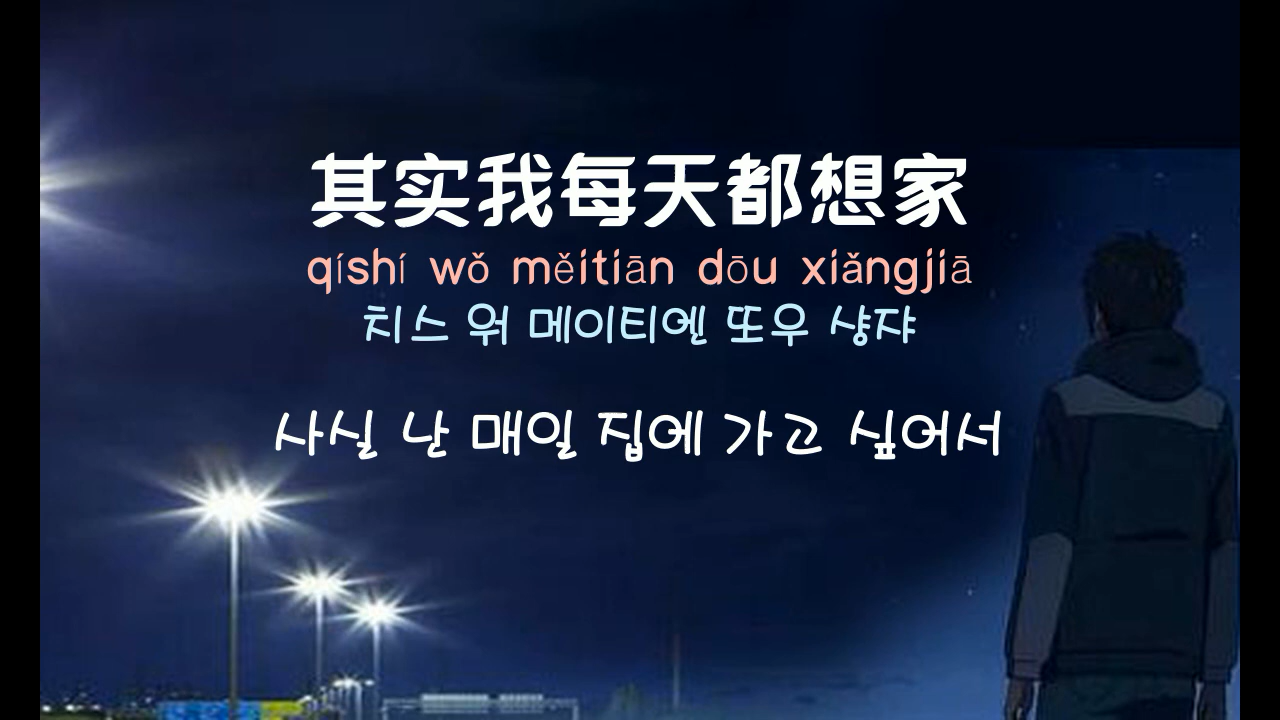 其实我每天都想家
qíshí wǒ měitiān dōu xiǎngjiā
치스 워 메이티엔 또우 샹쟈
사실 난 매일 집에 가고 싶어서